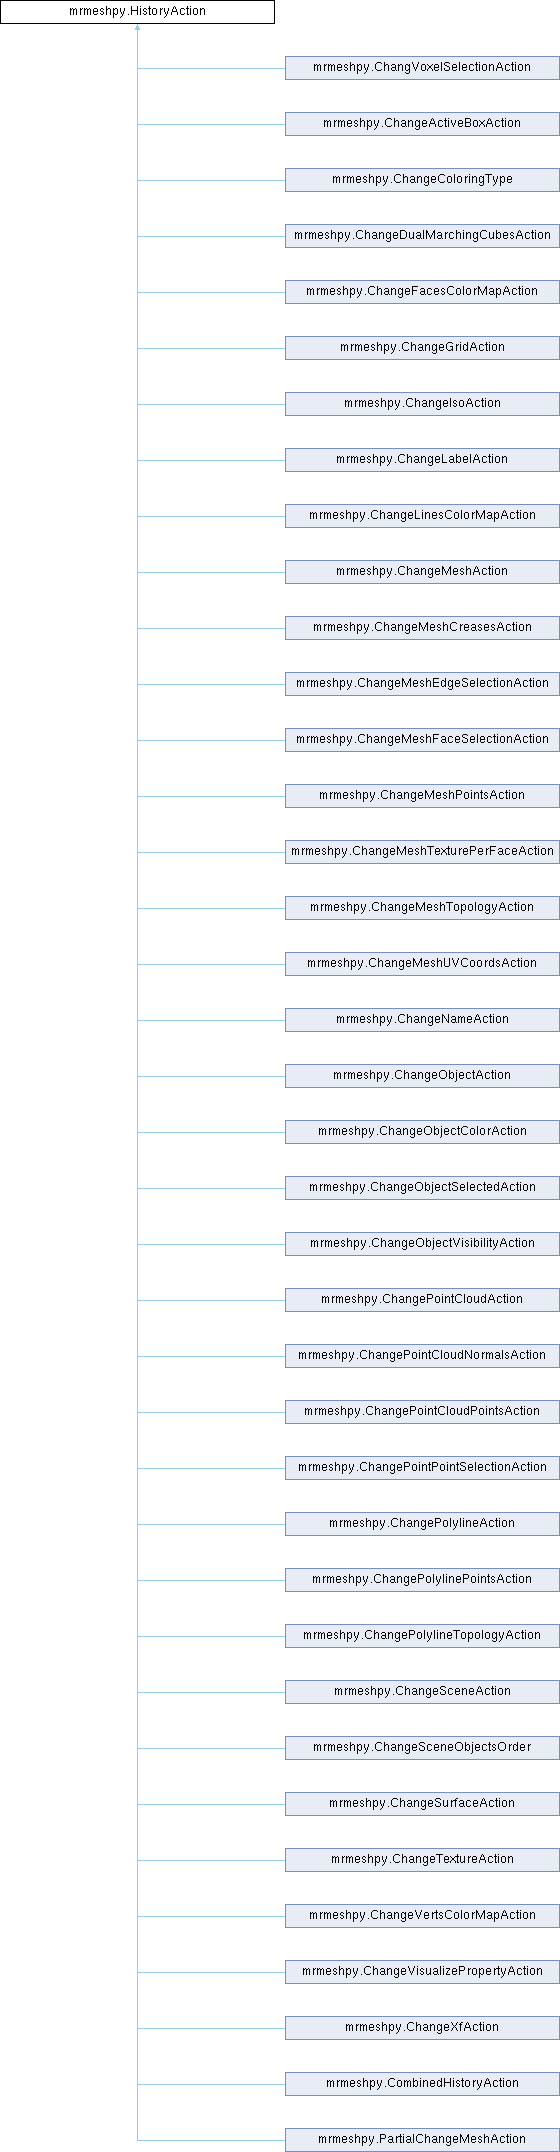 mrmeshpy.HistoryAction
mrmeshpy.ChangVoxelSelectionAction
mrmeshpy.ChangeActiveBoxAction
mrmeshpy.ChangeColoringType
mrmeshpy.ChangeDualMarchingCubesAction
mrmeshpy.ChangeFacesColorMapAction
mrmeshpy.ChangeGridAction
mrmeshpy.ChangeIsoAction
mrmeshpy.ChangeLabelAction
mrmeshpy.ChangeLinesColorMapAction
mrmeshpy.ChangeMeshAction
mrmeshpy.ChangeMeshCreasesAction
mrmeshpy.ChangeMeshEdgeSelectionAction
mrmeshpy.ChangeMeshFaceSelectionAction
mrmeshpy.ChangeMeshPointsAction
mrmeshpy.ChangeMeshTexturePerFaceAction
mrmeshpy.ChangeMeshTopologyAction
mrmeshpy.ChangeMeshUVCoordsAction
mrmeshpy.ChangeNameAction
mrmeshpy.ChangeObjectAction
mrmeshpy.ChangeObjectColorAction
mrmeshpy.ChangeObjectSelectedAction
mrmeshpy.ChangeObjectVisibilityAction
mrmeshpy.ChangePointCloudAction
mrmeshpy.ChangePointCloudNormalsAction
mrmeshpy.ChangePointCloudPointsAction
mrmeshpy.ChangePointPointSelectionAction
mrmeshpy.ChangePolylineAction
mrmeshpy.ChangePolylinePointsAction
mrmeshpy.ChangePolylineTopologyAction
mrmeshpy.ChangeSceneAction
mrmeshpy.ChangeSceneObjectsOrder
mrmeshpy.ChangeSurfaceAction
mrmeshpy.ChangeTextureAction
mrmeshpy.ChangeVertsColorMapAction
mrmeshpy.ChangeVisualizePropertyAction
mrmeshpy.ChangeXfAction
mrmeshpy.CombinedHistoryAction
mrmeshpy.PartialChangeMeshAction